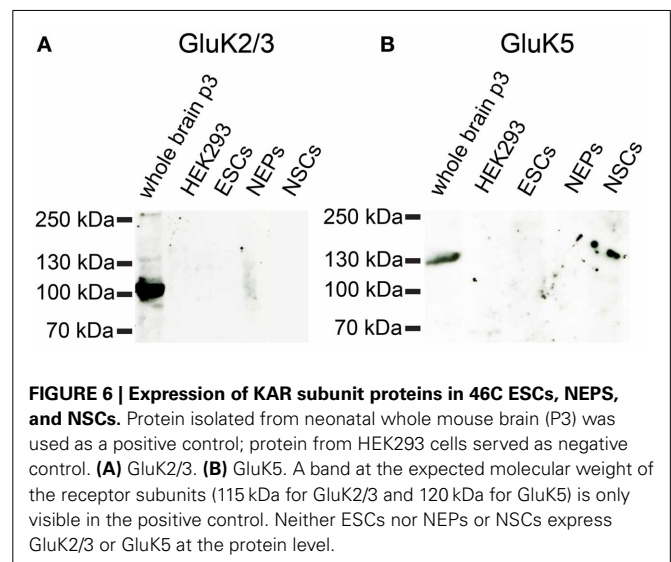 A GluK2/3 B GluK5
whole brain p3 HEK293 ESCs NEPs NSCs whole brain p3 HEK293 ESCs NEPs NSCs
250 kDa 250 kDa
130 kDa 130 kDa
100 kDa 100 kDa
70 kDa 70 kDa
FIGURE 6 | Expression of KAR subunit proteins in 46C ESCs, NEPS,
and NSCs. Protein isolated from neonatal whole mouse brain (P3) was
used as a positive control; protein from HEK293 cells served as negative
control. (A) GluK2/3. (B) GluK5. A band at the expected molecular weight of
the receptor subunits (115 kDa for GluK2/3 and 120 kDa for GluK5) is only
visible in the positive control. Neither ESCs nor NEPs or NSCs express
GluK2/3 or GluK5 at the protein level.